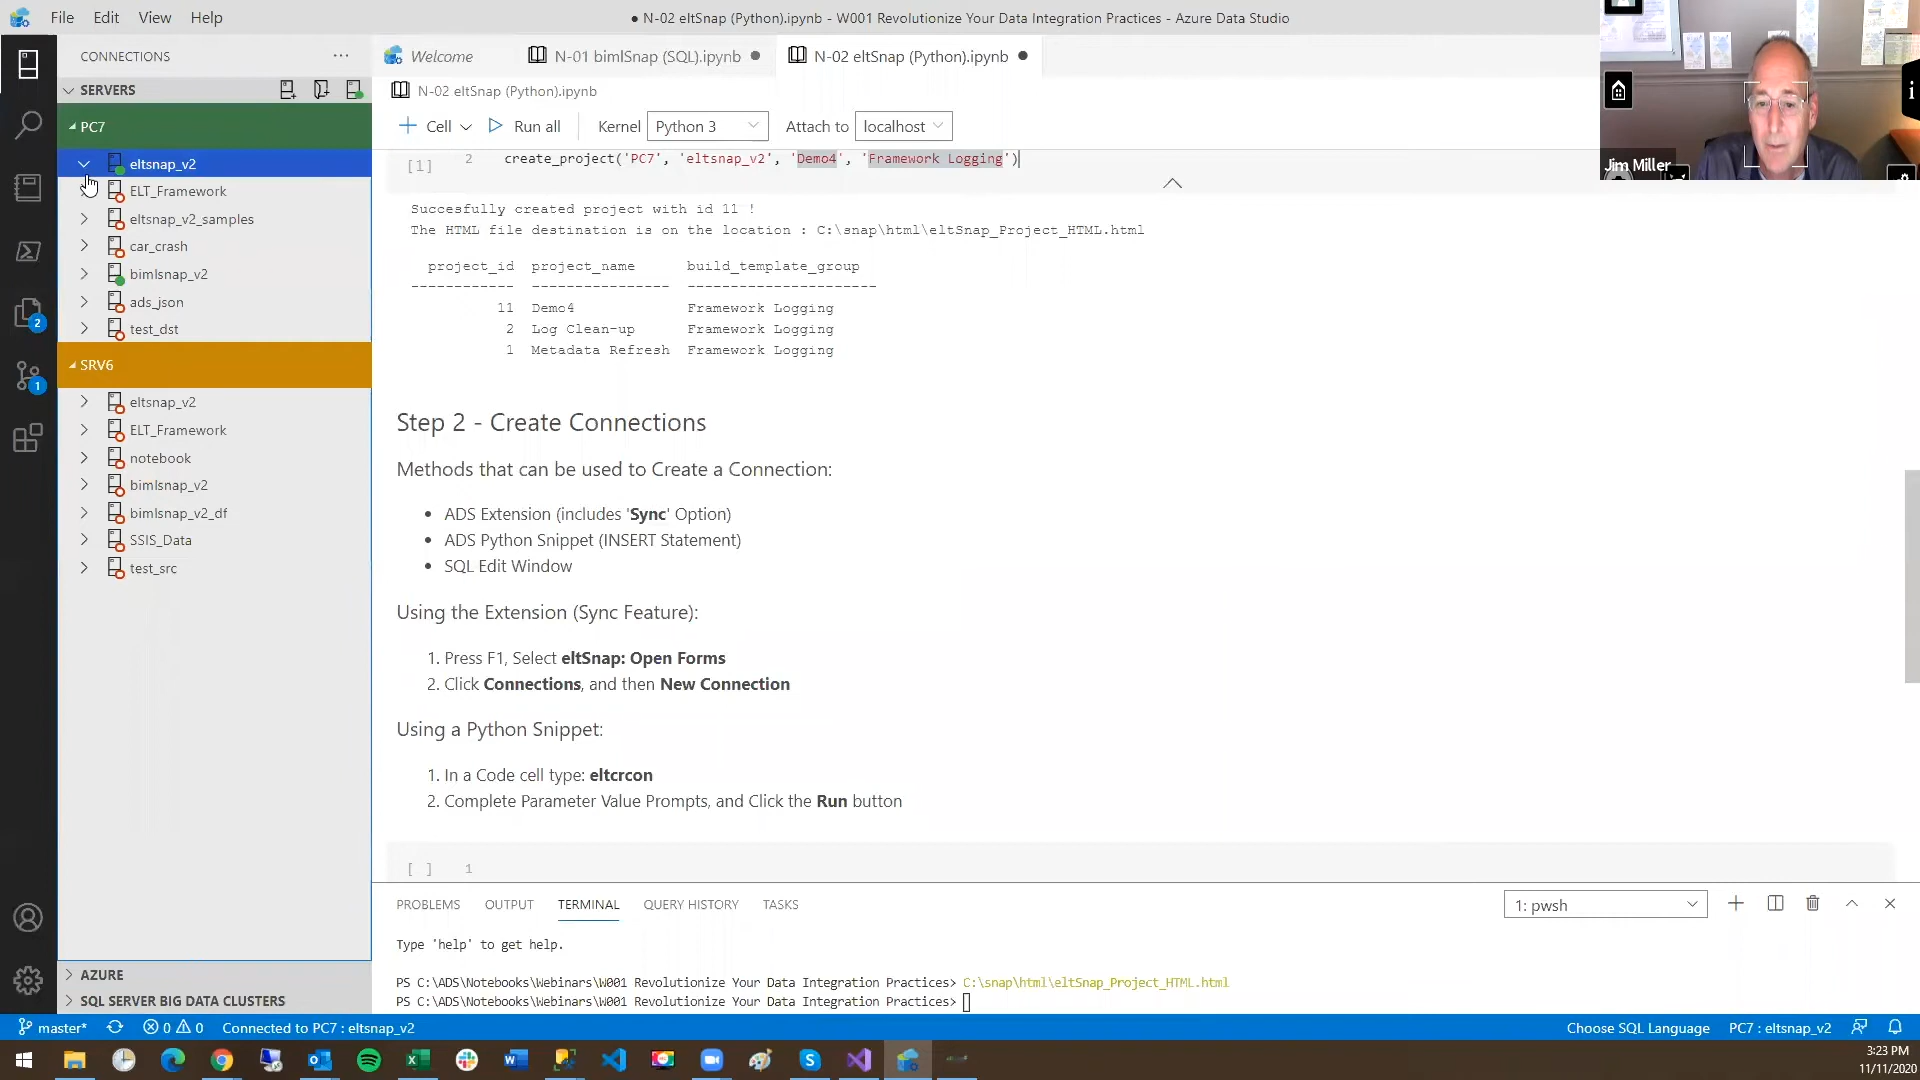 File Edit View Help
● N-02 eltSnap (Python).ipynb - W001 Revolutionize Your Data Integration Practices - Azure Data Studio
CONNECTIONS
SERVERS
PC7
eltsnap_v2
ELT_Framework
eltsnap_v2_samples
car_crash
bimlsnap_v2
ads_json
test_dst
SRV6
eltsnap_v2
ELT_Framework
notebook
bimlsnap_v2
bimlsnap_v2_df
SSIS_Data
test_src
AZURE
SQL SERVER BIG DATA CLUSTERS
2
1
Welcome
N-01 bimlSnap (SQL).ipynb ●
N-02 eltSnap (Python).ipynb ●
N-02 eltSnap (Python).ipynb
Cell Run all Kernel Python 3 Attach to localhost
[1] 2 create_project('PC7', 'eltsnap_v2', 'Demo4', 'Framework Logging')
Succesfully created project with id 11 !
The HTML file destination is on the location : C:\snap\html\eltSnap_Project_HTML.html
project_id project_name build_template_group
------------ ---------------- ----------------------
11 Demo4 Framework Logging
2 Log Clean-up Framework Logging
1 Metadata Refresh Framework Logging
Step 2 - Create Connections
Methods that can be used to Create a Connection:
• ADS Extension (includes 'Sync' Option)
• ADS Python Snippet (INSERT Statement)
• SQL Edit Window
Using the Extension (Sync Feature):
1. Press F1, Select eltSnap: Open Forms
2. Click Connections, and then New Connection
Using a Python Snippet:
1. In a Code cell type: eltcrcon
2. Complete Parameter Value Prompts, and Click the Run button
[ ] 1
PROBLEMS OUTPUT TERMINAL QUERY HISTORY TASKS
1: pwsh
Type 'help' to get help.
PS C:\ADS\Notebooks\Webinars\W001 Revolutionize Your Data Integration Practices> C:\snap\html\eltSnap_Project_HTML.html
PS C:\ADS\Notebooks\Webinars\W001 Revolutionize Your Data Integration Practices>
Jim Miller
i
master* 0 0 Connected to PC7 : eltsnap_v2
Choose SQL Language PC7 : eltsnap_v2
3:23 PM
11/11/2020